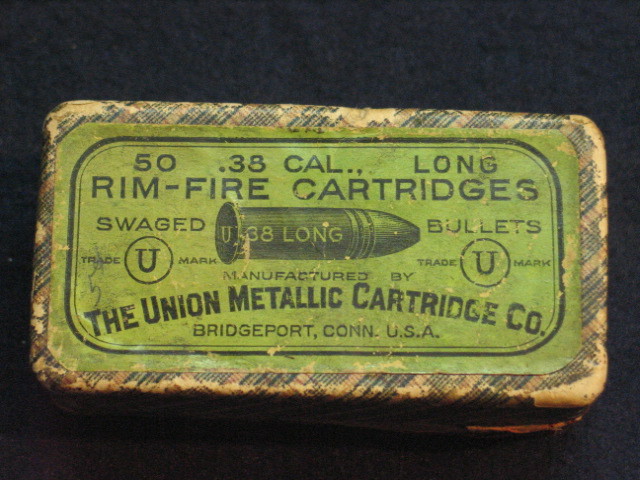 50 .38 CAL., LONG
RIM-FIRE CARTRIDGES
SWAGED BULLETS
U .38 LONG
TRADE U MARK TRADE U MARK
MANUFACTURED BY
THE UNION METALLIC CARTRIDGE CO.
BRIDGEPORT, CONN. U.S.A.